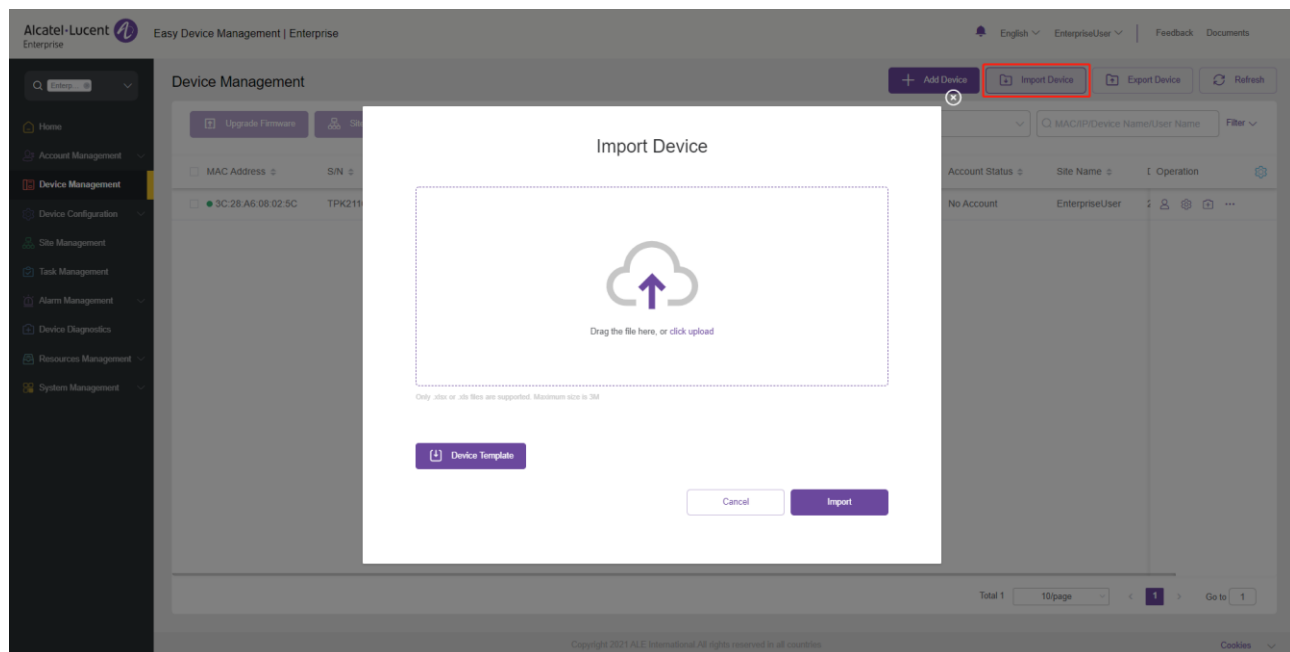 Alcatel-Lucent
Enterprise
Easy Device Management | Enterprise
English
EnterpriseUser
Feedback
Documents
Enterp...
Device Management
Add Device
Import Device
Export Device
Refresh
Home
Account Management
Device Management
Device Configuration
Site Management
Task Management
Alarm Management
Device Diagnostics
Resources Management
System Management
Upgrade Firmware
MAC/IP/Device Name/User Name
Filter
MAC Address
S/N
Account Status
Site Name
Operation
3C:28:A6:08:02:5C
No Account
EnterpriseUser
Import Device
Drag the file here, or click upload
Only .xlsx or .xls files are supported. Maximum size is 3M
Device Template
Cancel
Import
Total 1
10/page
1
Go to 1
Copyright 2021 ALE International All rights reserved in all countries
Cookies